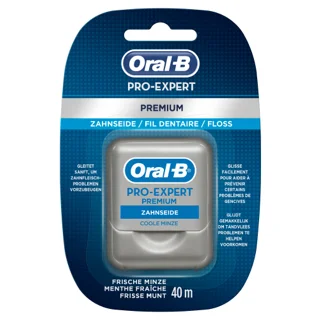 Oral-B
PRO-EXPERT
PREMIUM
ZAHNSEIDE / FIL DENTAIRE / FLOSS
GLEITET
SANFT, UM
ZAHNFLEISCH-
PROBLEMEN
VORZUBEUGEN
Oral-B
PRO-EXPERT
PREMIUM
ZAHNSEIDE
COOLE MINZE
GLISSE
FACILEMENT
POUR AIDER À
PRÉVENIR
CERTAINS
PROBLÈMES DE
GENCIVES
GLIJST
GEMAKKELIJK
OM TANDVLEES
PROBLEMEN TE
HELPEN
VOORKOMEN
FRISCHE MINZE
MENTHE FRAÎCHE
FRISSE MUNT
40 m